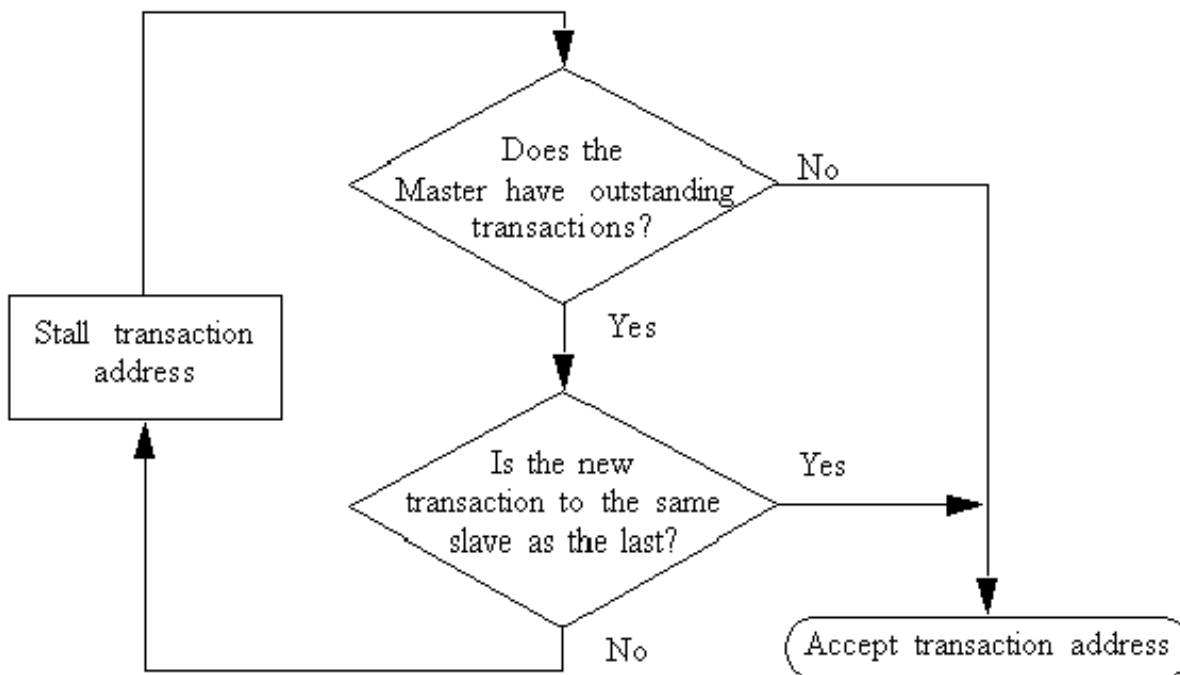 Does the
Master have outstanding
transactions?
No
Yes
Stall transaction
address
Is the new
transaction to the same
slave as the last?
Yes
No
Accept transaction address